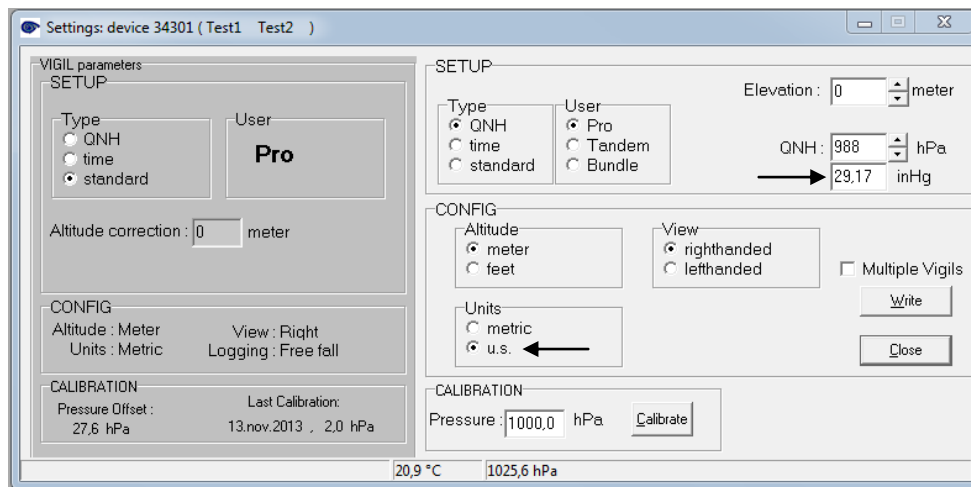 Settings: device 34301 ( Test1 Test2 )
VIGIL parameters
SETUP
Type
QNH
time
standard
User
Pro
Altitude correction : 0 meter
CONFIG
Altitude : Meter View : Right
Units : Metric Logging : Free fall
CALIBRATION
Pressure Offset :
27,6 hPa
Last Calibration:
13.nov.2013 , 2,0 hPa
SETUP
Type
QNH
time
standard
User
Pro
Tandem
Bundle
Elevation : 0 meter
QNH : 988 hPa
29,17 inHg
CONFIG
Altitude
meter
feet
View
righthanded
lefthanded
Units
metric
u.s.
Multiple Vigils
Write
Close
CALIBRATION
Pressure : 1000,0 hPa Calibrate
20,9 °C 1025,6 hPa